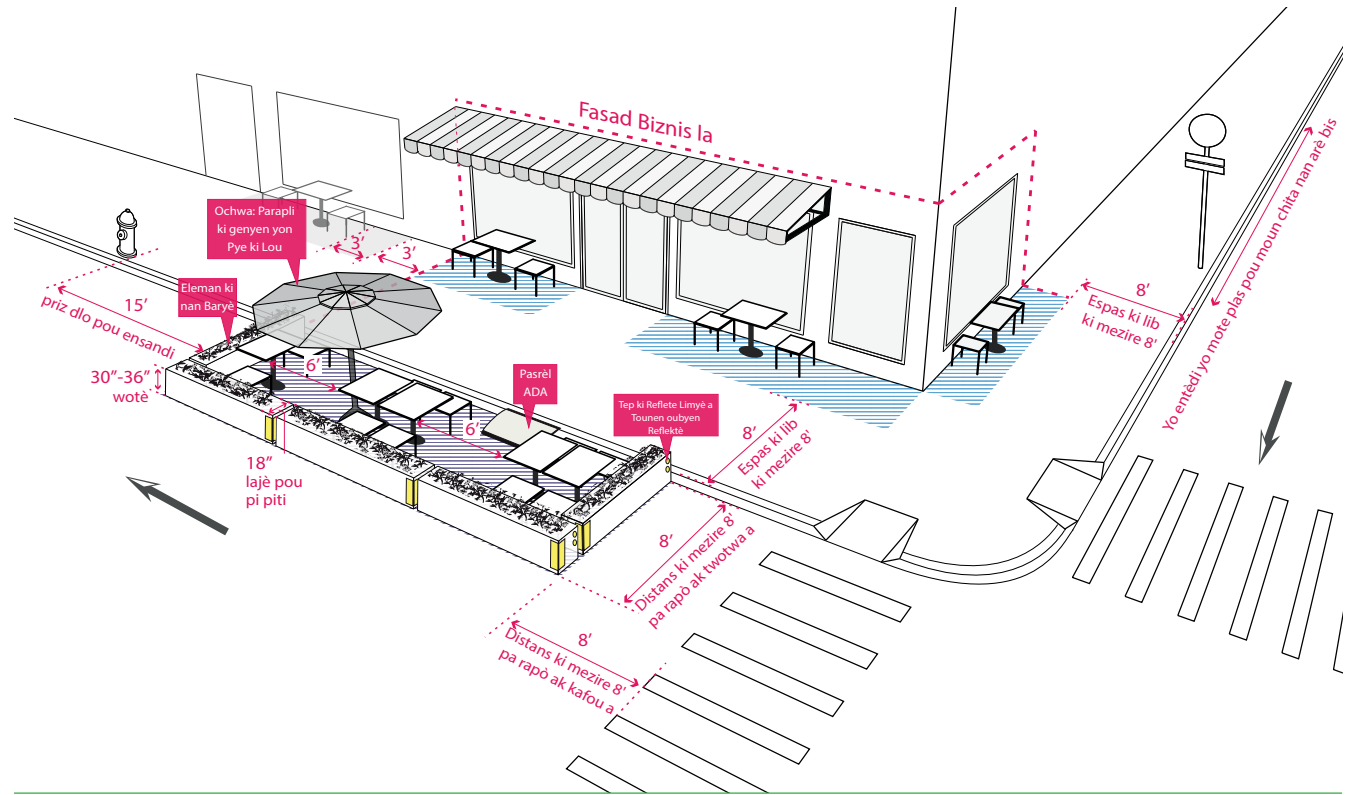 Fasad Biznis la
Ochwa: Parapli
ki genyen yon
Pye ki Lou
3’
3’
Eleman ki
nan Baryè
15’
priz dlo pou ensandi
30”-36”
wotè
18”
lajè pou
pi piti
6’
6’
Pasrèl
ADA
Tep ki Reflete Limyè a
Tounen oubyen
Reflektè
8’
Espas ki lib
ki mezire 8’
8’
Espas ki lib
ki mezire 8’
Yo entèdi yo mote plas pou moun chita nan arè bis
8’
Distans ki mezire 8’
pa rapò ak twotwa a
8’
Distans ki mezire 8’
pa rapò ak kafou a